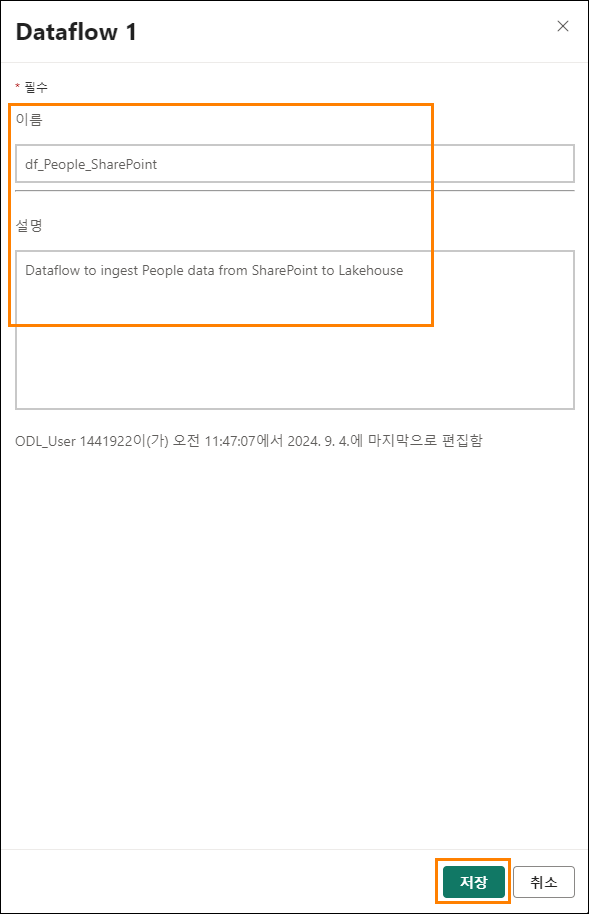 Dataflow 1
* 필수
이름
df_People_SharePoint
설명
Dataflow to ingest People data from SharePoint to Lakehouse
ODL_User 1441922이(가) 오전 11:47:07에서 2024. 9. 4.에 마지막으로 편집함
저장
취소